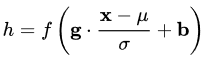 h = f ( g · (x − μ) / σ + b )